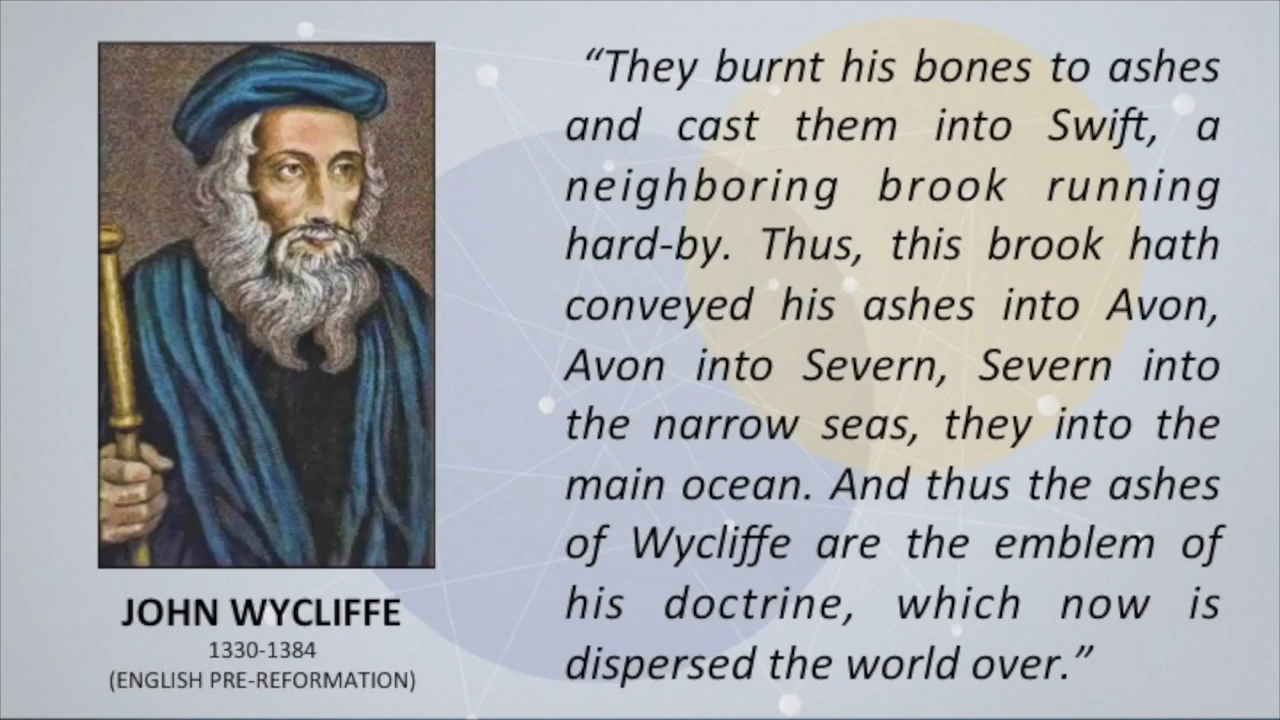 “They burnt his bones to ashes
and cast them into Swift, a
neighboring brook running
hard-by. Thus, this brook hath
conveyed his ashes into Avon,
Avon into Severn, Severn into
the narrow seas, they into the
main ocean. And thus the ashes
of Wycliffe are the emblem of
his doctrine, which now is
dispersed the world over.”
JOHN WYCLIFFE
1330-1384
(ENGLISH PRE-REFORMATION)